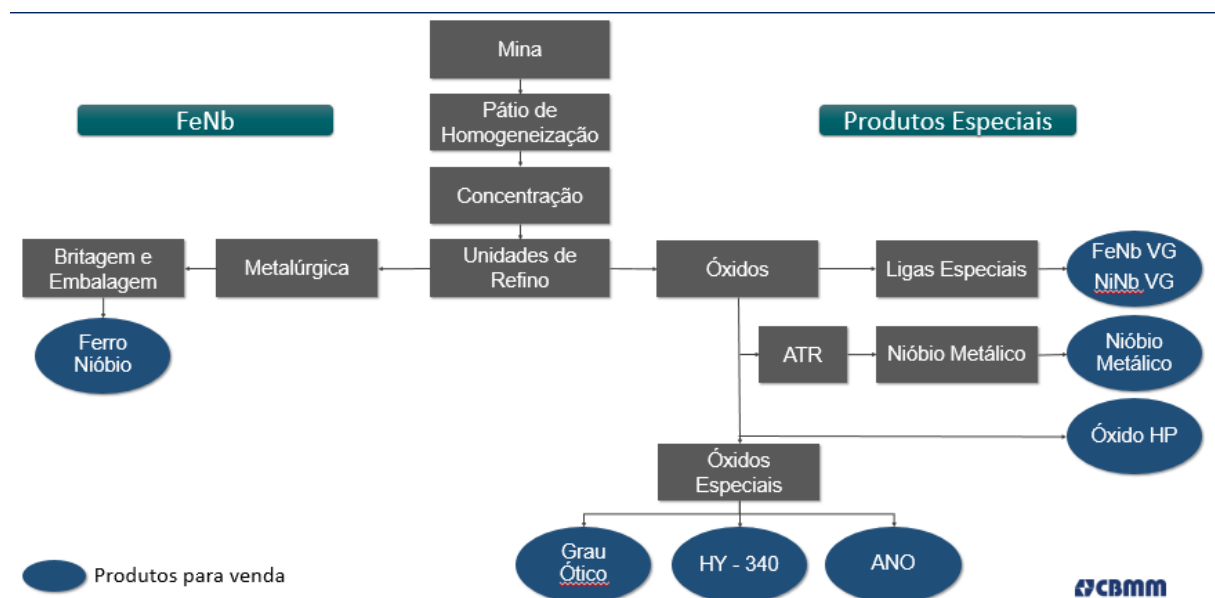 Mina
FeNb
Pátio de
Homogeneização
Produtos Especiais
Concentração
Britagem e
Embalagem
Metalúrgica
Unidades de
Refino
Óxidos
Ligas Especiais
FeNb VG
NiNb VG
Ferro
Nióbio
ATR
Nióbio Metálico
Nióbio
Metálico
Óxido HP
Óxidos
Especiais
Grau
Ótico
HY - 340
ANO
Produtos para venda
CBMM